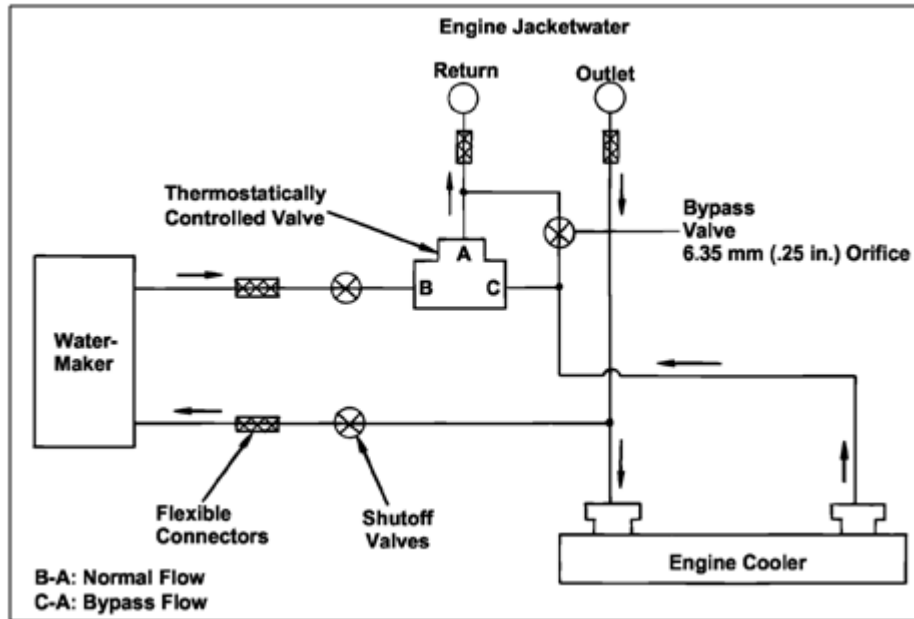 Engine Jacketwater
Return
Outlet
Thermostatically
Controlled Valve
Bypass
Valve
6.35 mm (.25 in.) Orifice
A
B
C
Water-
Maker
Flexible
Connectors
Shutoff
Valves
Engine Cooler
B-A: Normal Flow
C-A: Bypass Flow